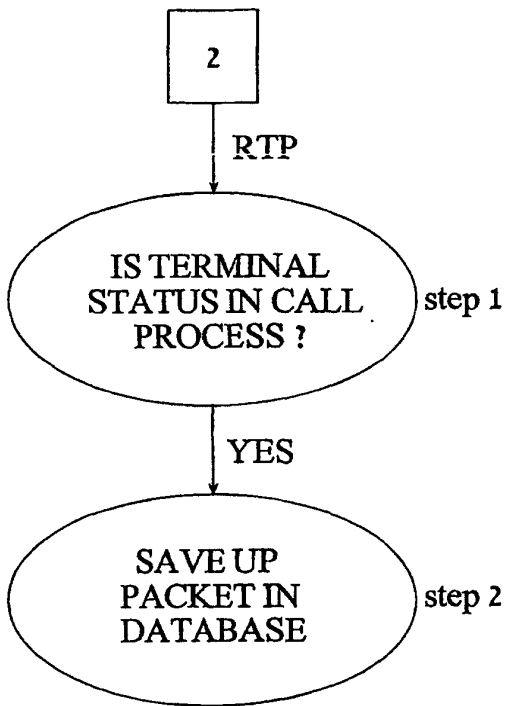 2
RTP
IS TERMINAL
STATUS IN CALL
PROCESS ?
step 1
YES
SAVE UP
PACKET IN
DATABASE
step 2